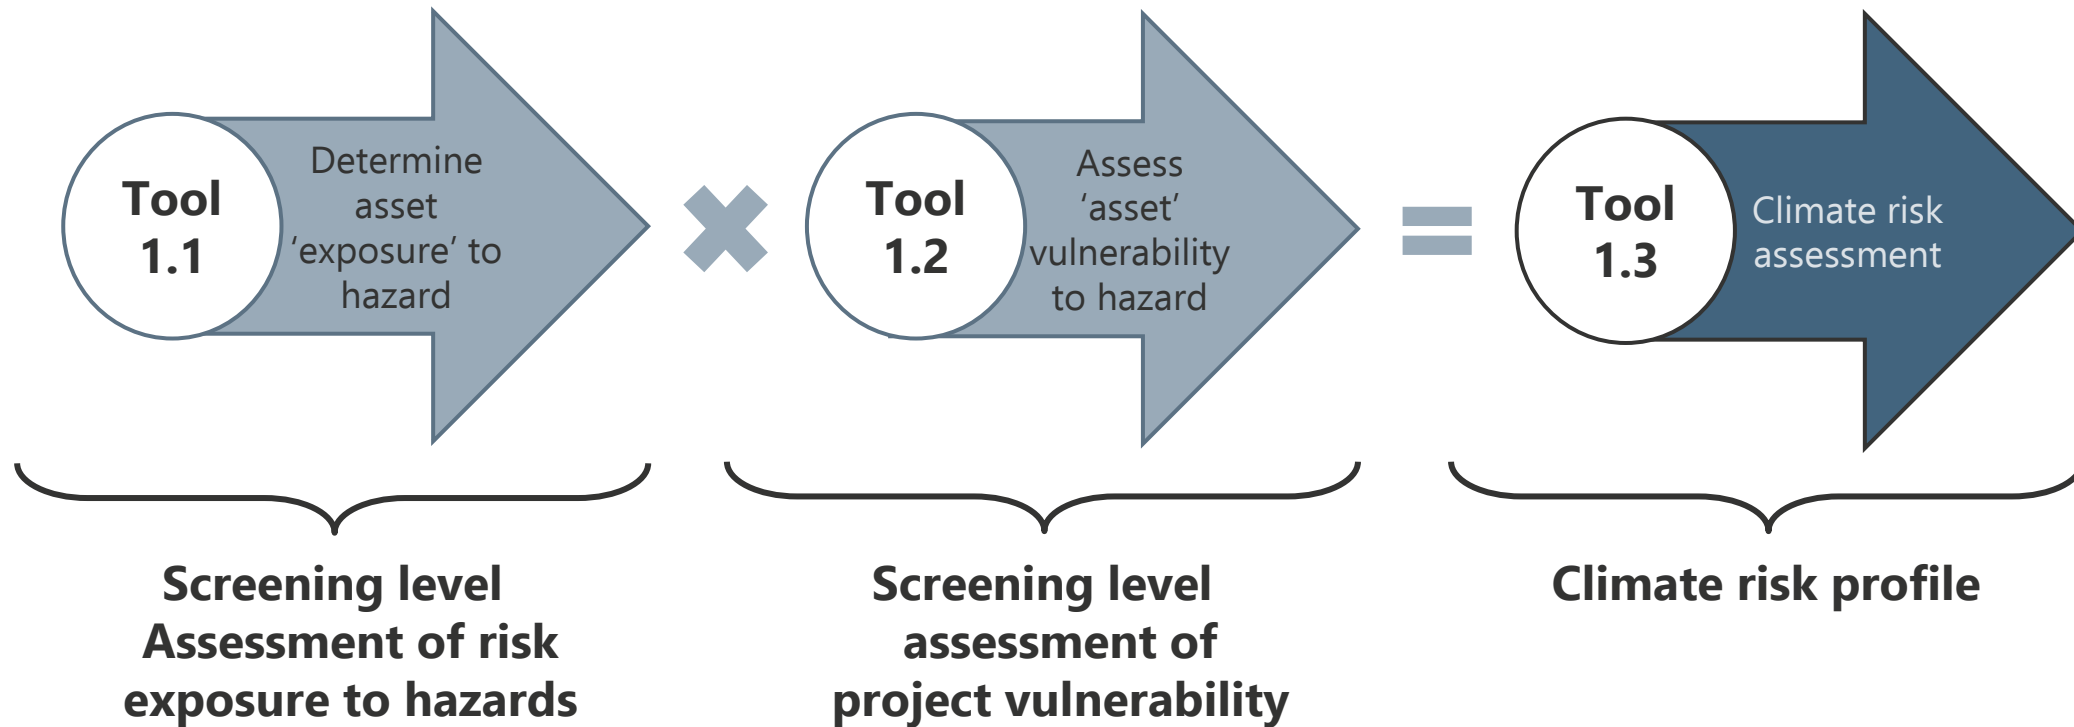 Tool
1.1
Determine
asset
‘exposure’ to
hazard
Tool
1.2
Assess
‘asset’
vulnerability
to hazard
Tool
1.3
Climate risk
assessment
Screening level
Assessment of risk
exposure to hazards
Screening level
assessment of
project vulnerability
Climate risk profile